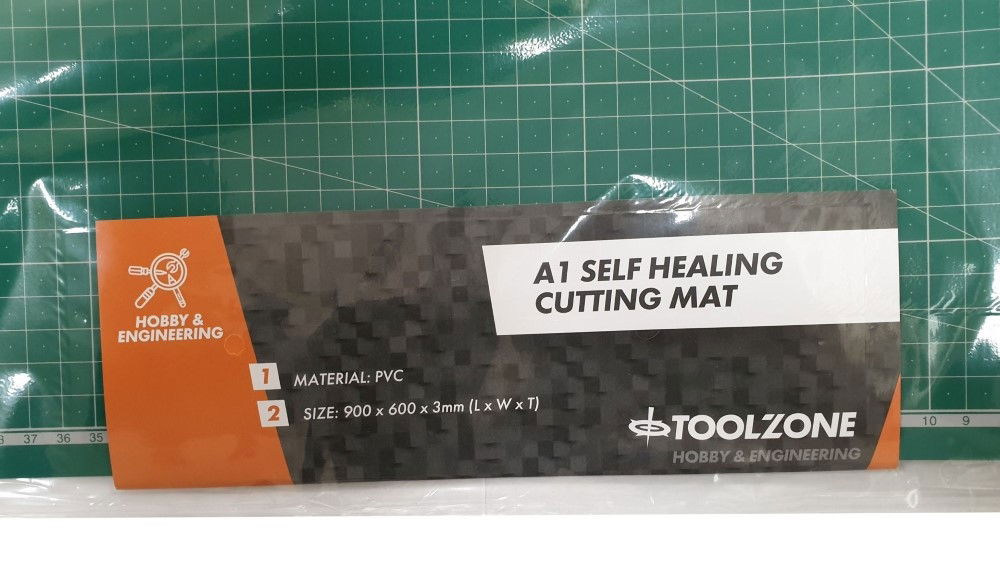 A1 SELF HEALING
CUTTING MAT
HOBBY &
ENGINEERING
1 MATERIAL: PVC
2 SIZE: 900 x 600 x 3mm (L x W x T)
TOOLZONE
HOBBY & ENGINEERING
37 36 35
10 9